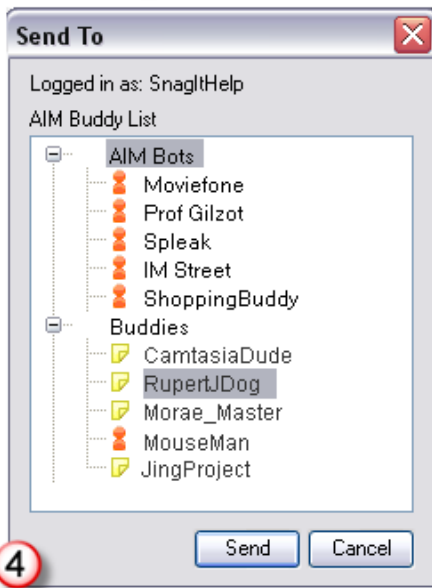 Send To
Logged in as: SnagItHelp
AIM Buddy List
AIM Bots
Moviefone
Prof Gilzot
Spleak
IM Street
ShoppingBuddy
Buddies
CamtasiaDude
RupertJDog
Morae_Master
MouseMan
JingProject
Send Cancel
4